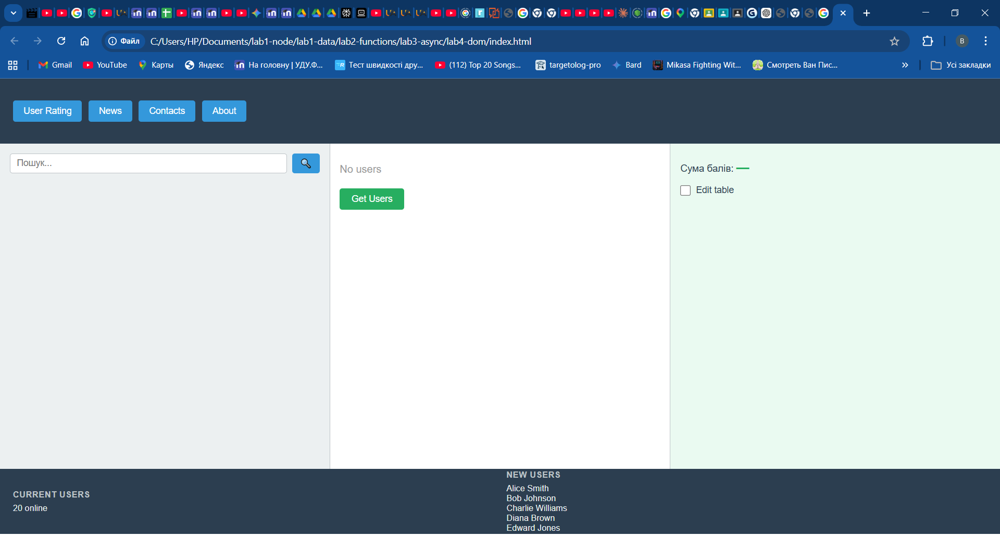 Файл C:/Users/HP/Documents/lab1-node/lab1-data/lab2-functions/lab3-async/lab4-dom/index.html B
Gmail YouTube Карты Яндекс На головну | УДУ.Ф... Тест швидкості дру... (112) Top 20 Songs... targetolog-pro Bard Mikasa Fighting Wit... Смотреть Ван Пис... » Усі закладки
User Rating News Contacts About
Пошук...
No users
Get Users
Сума балів: —
Edit table
CURRENT USERS
20 online
NEW USERS
Alice Smith
Bob Johnson
Charlie Williams
Diana Brown
Edward Jones